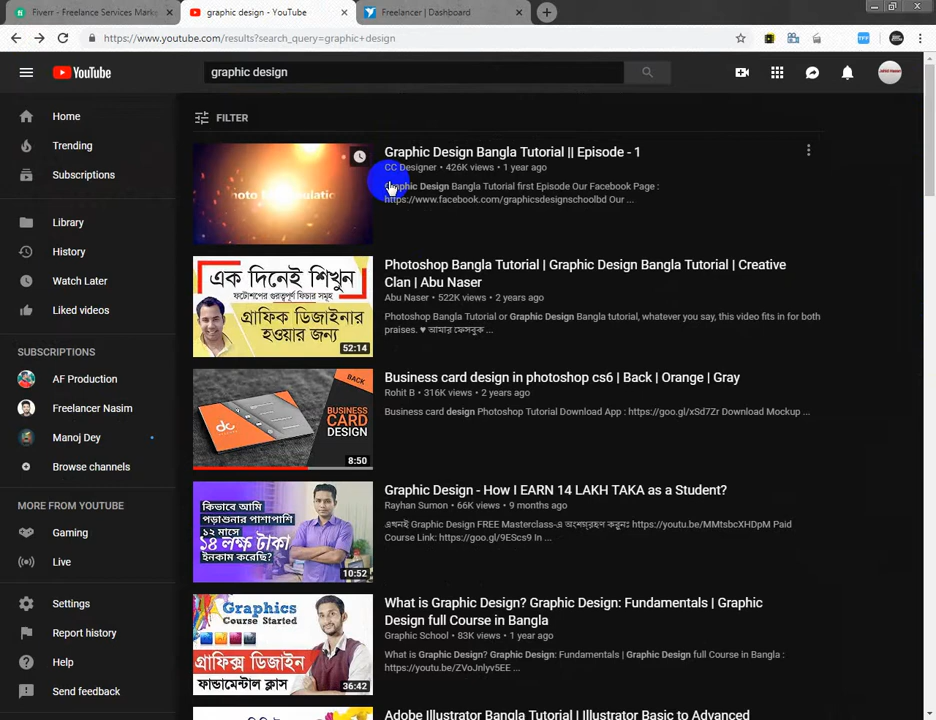 Fiverr - Freelance Services Mark
graphic design - YouTube
Freelancer | Dashboard
https://www.youtube.com/results?search_query=graphic+design
TFF
YouTube
graphic design
Home
Trending
Subscriptions
Library
History
Watch Later
Liked videos
SUBSCRIPTIONS
AF Production
Freelancer Nasim
Manoj Dey
Browse channels
MORE FROM YOUTUBE
Gaming
Live
Settings
Report history
Help
Send feedback
FILTER
Graphic Design Bangla Tutorial || Episode - 1
CC Designer • 426K views • 1 year ago
Graphic Design Bangla Tutorial first Episode Our Facebook Page :
https://www.facebook.com/graphicsdesignschoolbd Our ...
এক দিনেই শিখুন
ফটোশপের গুরুত্বপূর্ণ ফিচার সমূহ
গ্রাফিক ডিজাইনার
হওয়ার জন্য
52:14
Photoshop Bangla Tutorial | Graphic Design Bangla Tutorial | Creative
Clan | Abu Naser
Abu Naser • 522K views • 2 years ago
Photoshop Bangla Tutorial or Graphic Design Bangla tutorial, whatever you say, this video fits in for both
praises. ♥ আমার ফেসবুক ...
BACK
dc
BUSINESS
CARD
DESIGN
8:50
Business card design in photoshop cs6 | Back | Orange | Gray
Rohit B • 316K views • 2 years ago
Business card design Photoshop Tutorial Download App : https://goo.gl/xSd7Zr Download Mockup ...
কিভাবে আমি
পড়াশুনার পাশাপাশি
১২ মাসে
১৪ লক্ষ টাকা
ইনকাম করেছি?
10:52
Graphic Design - How I EARN 14 LAKH TAKA as a Student?
Rayhan Sumon • 66K views • 9 months ago
এখনই Graphic Design FREE Masterclass-এ অংশগ্রহণ করুনঃ https://youtu.be/MMtsbcXHDpM Paid
Course Link: https://goo.gl/9EScs9 In ...
Graphics
Course Started
গ্রাফিক্স ডিজাইন
ফান্ডামেন্টাল ক্লাস
36:42
What is Graphic Design? Graphic Design: Fundamentals | Graphic
Design full Course in Bangla
Graphic School • 83K views • 1 year ago
What is Graphic Design? Graphic Design: Fundamentals | Graphic Design full Course in Bangla :
https://youtu.be/ZVoJnlyv5EE ...
Adobe Illustrator Bangla Tutorial | Illustrator Basic to Advanced